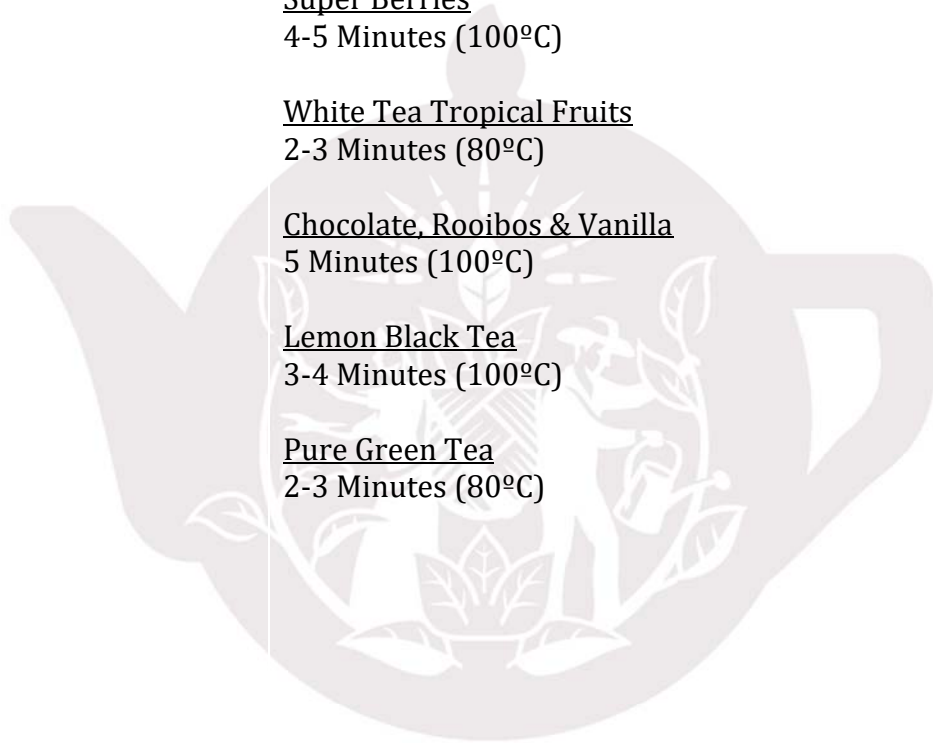 Super Berries
4-5 Minutes (100ºC)
White Tea Tropical Fruits
2-3 Minutes (80ºC)
Chocolate, Rooibos & Vanilla
5 Minutes (100ºC)
Lemon Black Tea
3-4 Minutes (100ºC)
Pure Green Tea
2-3 Minutes (80ºC)